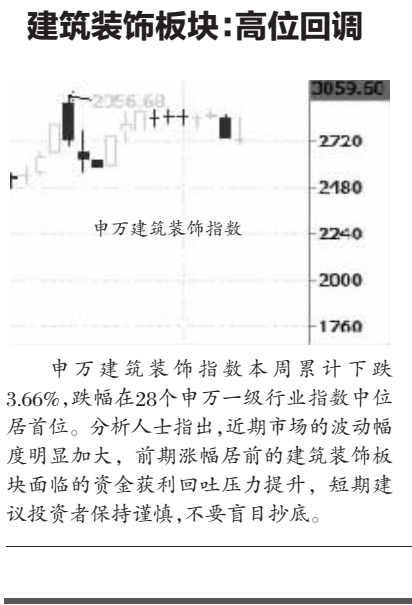 建筑装饰板块：高位回调
3059.60
2956.68
2720
2480
2240
申万建筑装饰指数
2000
1760
申万建筑装饰指数本周累计下跌
3.66%,跌幅在28个申万一级行业指数中位
居首位。分析人士指出,近期市场的波动幅
度明显加大，前期涨幅居前的建筑装饰板
块面临的资金获利回吐压力提升，短期建
议投资者保持谨慎,不要盲目抄底。